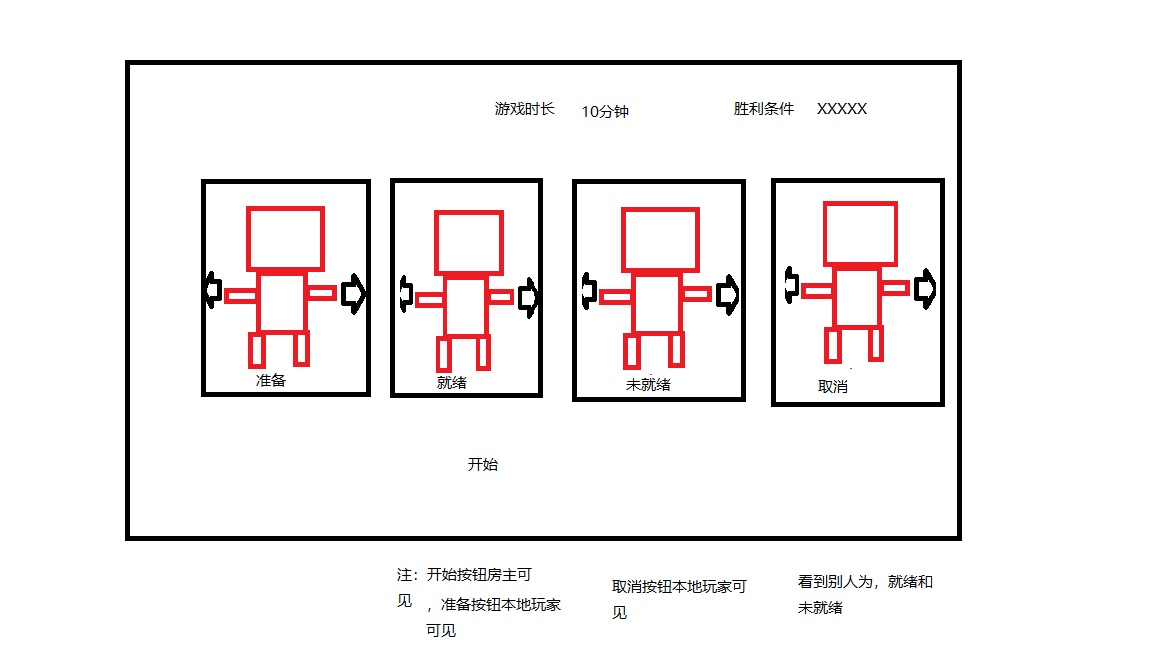 游戏时长 10分钟 胜利条件 XXXXX
准备 就绪 未就绪 取消
开始
注：开始按钮房主可
见
，准备按钮本地玩家
可见
取消按钮本地玩家可
见
看到别人为，就绪和
未就绪